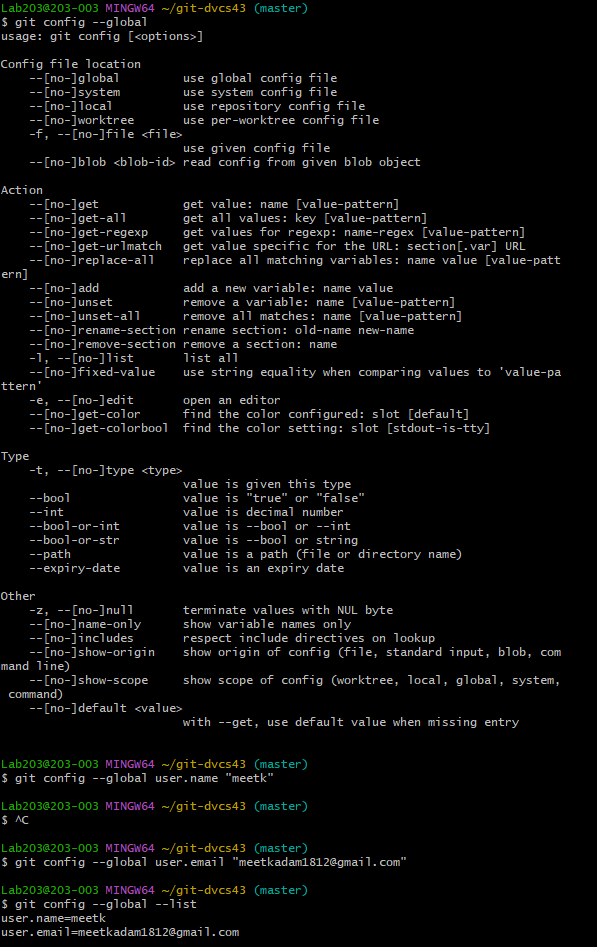 Lab203@203-003 MINGW64 ~/git-dvcs43 (master)
$ git config --global
usage: git config [<options>]

Config file location
    --[no-]global         use global config file
    --[no-]system         use system config file
    --[no-]local          use repository config file
    --[no-]worktree       use per-worktree config file
    -f, --[no-]file <file>
                          use given config file
    --[no-]blob <blob-id> read config from given blob object

Action
    --[no-]get            get value: name [value-pattern]
    --[no-]get-all        get all values: key [value-pattern]
    --[no-]get-regexp     get values for regexp: name-regex [value-pattern]
    --[no-]get-urlmatch   get value specific for the URL: section[.var] URL
    --[no-]replace-all    replace all matching variables: name value [value-patt
ern]
    --[no-]add            add a new variable: name value
    --[no-]unset          remove a variable: name [value-pattern]
    --[no-]unset-all      remove all matches: name [value-pattern]
    --[no-]rename-section rename section: old-name new-name
    --[no-]remove-section remove a section: name
    -l, --[no-]list       list all
    --[no-]fixed-value    use string equality when comparing values to 'value-pa
ttern'
    -e, --[no-]edit       open an editor
    --[no-]get-color      find the color configured: slot [default]
    --[no-]get-colorbool  find the color setting: slot [stdout-is-tty]

Type
    -t, --[no-]type <type>
                          value is given this type
    --bool                value is "true" or "false"
    --int                 value is decimal number
    --bool-or-int         value is --bool or --int
    --bool-or-str         value is --bool or string
    --path                value is a path (file or directory name)
    --expiry-date         value is an expiry date

Other
    -z, --[no-]null       terminate values with NUL byte
    --[no-]name-only      show variable names only
    --[no-]includes       respect include directives on lookup
    --[no-]show-origin    show origin of config (file, standard input, blob, com
mand line)
    --[no-]show-scope     show scope of config (worktree, local, global, system,
 command)
    --[no-]default <value>
                          with --get, use default value when missing entry


Lab203@203-003 MINGW64 ~/git-dvcs43 (master)
$ git config --global user.name "meetk"

Lab203@203-003 MINGW64 ~/git-dvcs43 (master)
$ ^C

Lab203@203-003 MINGW64 ~/git-dvcs43 (master)
$ git config --global user.email "meetkadam1812@gmail.com"

Lab203@203-003 MINGW64 ~/git-dvcs43 (master)
$ git config --global --list
user.name=meetk
user.email=meetkadam1812@gmail.com